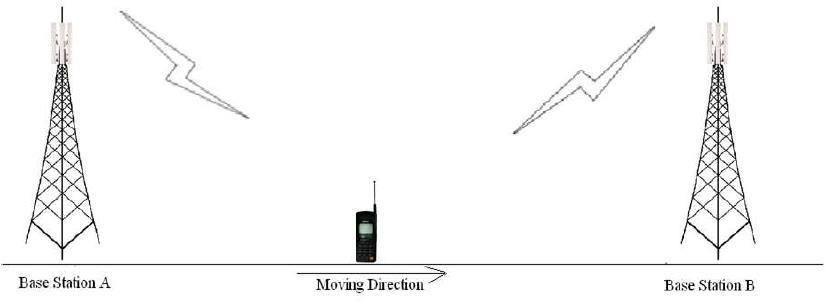 Base Station A
Moving Direction
Base Station B